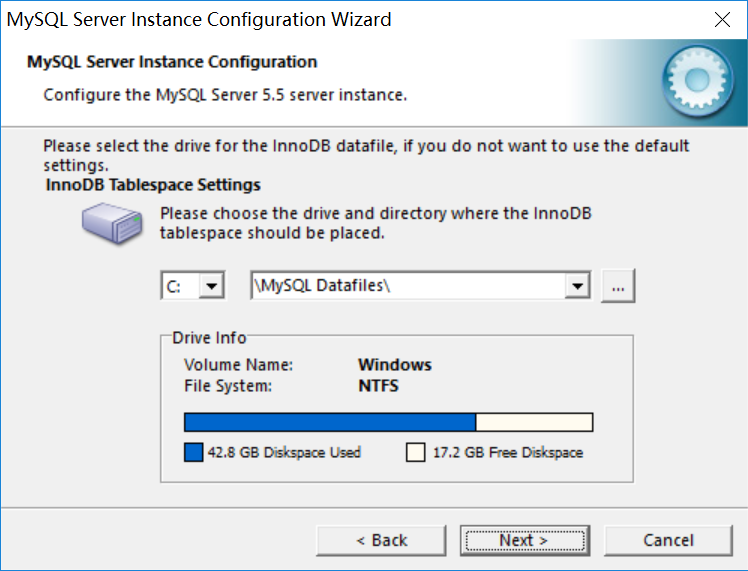 MySQL Server Instance Configuration Wizard
MySQL Server Instance Configuration
Configure the MySQL Server 5.5 server instance.
Please select the drive for the InnoDB datafile, if you do not want to use the default
settings.
InnoDB Tablespace Settings
Please choose the drive and directory where the InnoDB
tablespace should be placed.
C: \MySQL Datafiles\ ...
Drive Info
Volume Name: Windows
File System: NTFS
42.8 GB Diskspace Used 17.2 GB Free Diskspace
< Back Next > Cancel